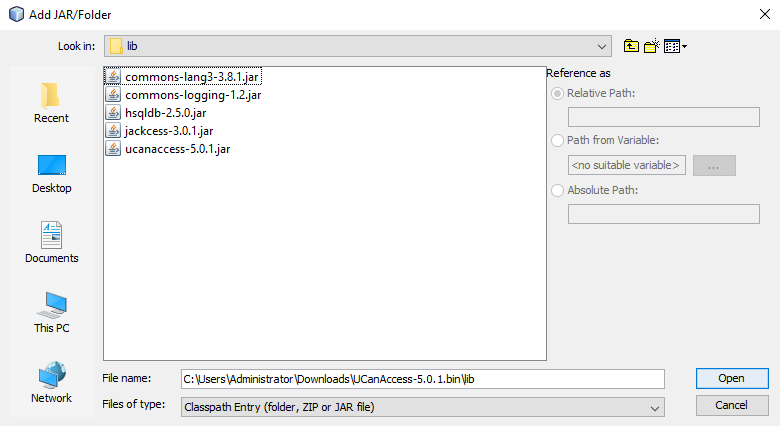 Add JAR/Folder
Look in:
lib
Recent
Desktop
Documents
This PC
Network
commons-lang3-3.8.1.jar
commons-logging-1.2.jar
hsqldb-2.5.0.jar
jackcess-3.0.1.jar
ucanaccess-5.0.1.jar
Reference as
Relative Path:
Path from Variable:
<no suitable variable>
...
Absolute Path:
File name:
C:\Users\Administrator\Downloads\UCanAccess-5.0.1.bin\lib
Open
Files of type:
Classpath Entry (folder, ZIP or JAR file)
Cancel